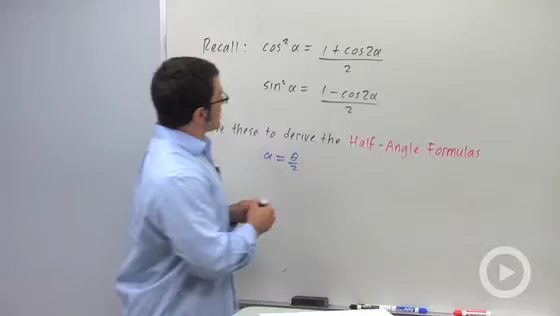 Recall: cos²α = (1 + cos2α)/2
sin²α = (1 - cos2α)/2
these to derive the Half-Angle Formulas
α = θ/2